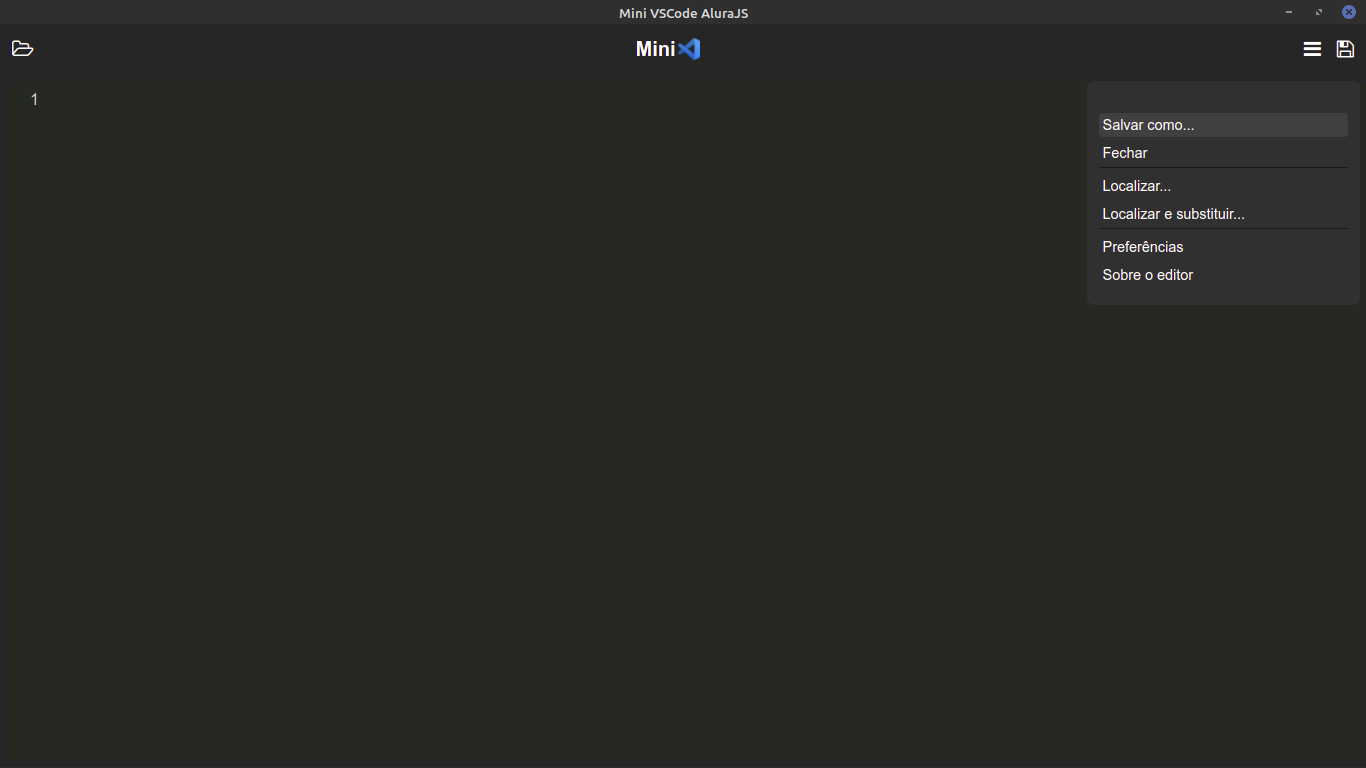 Mini VSCode AluraJS
Mini
1
Salvar como...
Fechar
Localizar...
Localizar e substituir...
Preferências
Sobre o editor